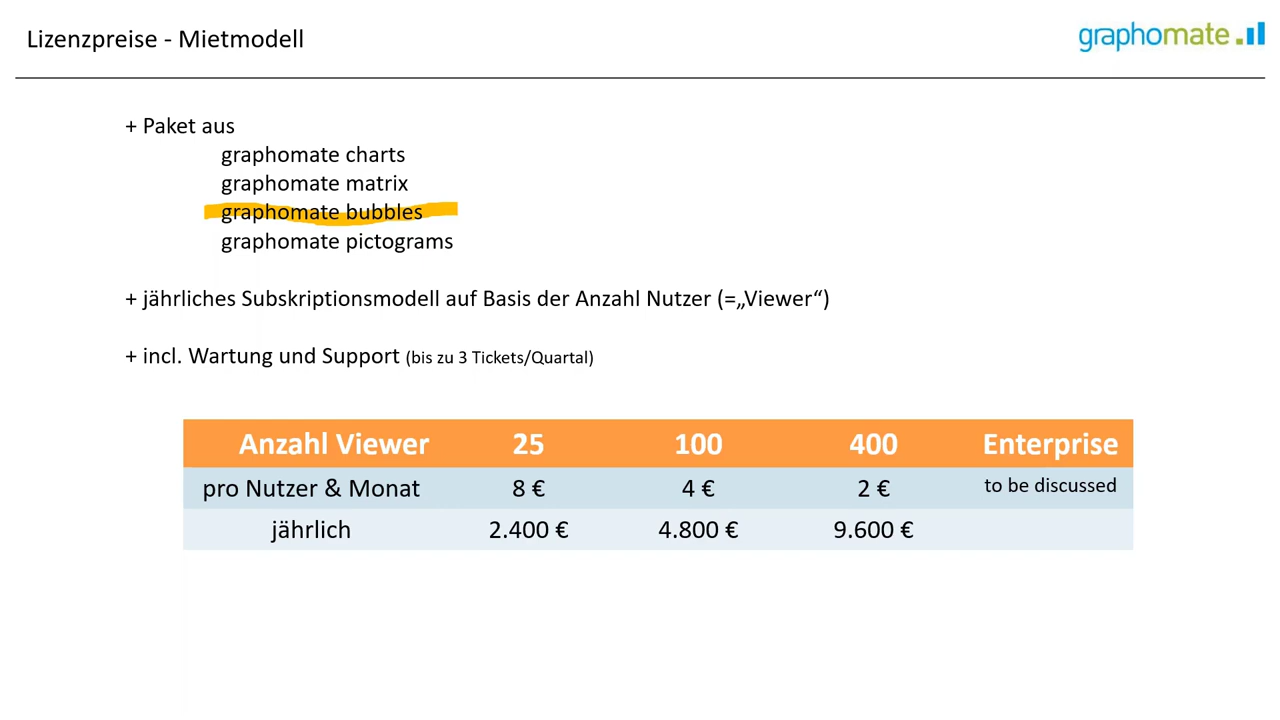 Lizenzpreise - Mietmodell
graphomate
+ Paket aus
graphomate charts
graphomate matrix
graphomate bubbles
graphomate pictograms
+ jährliches Subskriptionsmodell auf Basis der Anzahl Nutzer (=„Viewer“)
+ incl. Wartung und Support (bis zu 3 Tickets/Quartal)
Anzahl Viewer 25 100 400 Enterprise
pro Nutzer & Monat 8 € 4 € 2 € to be discussed
jährlich 2.400 € 4.800 € 9.600 €